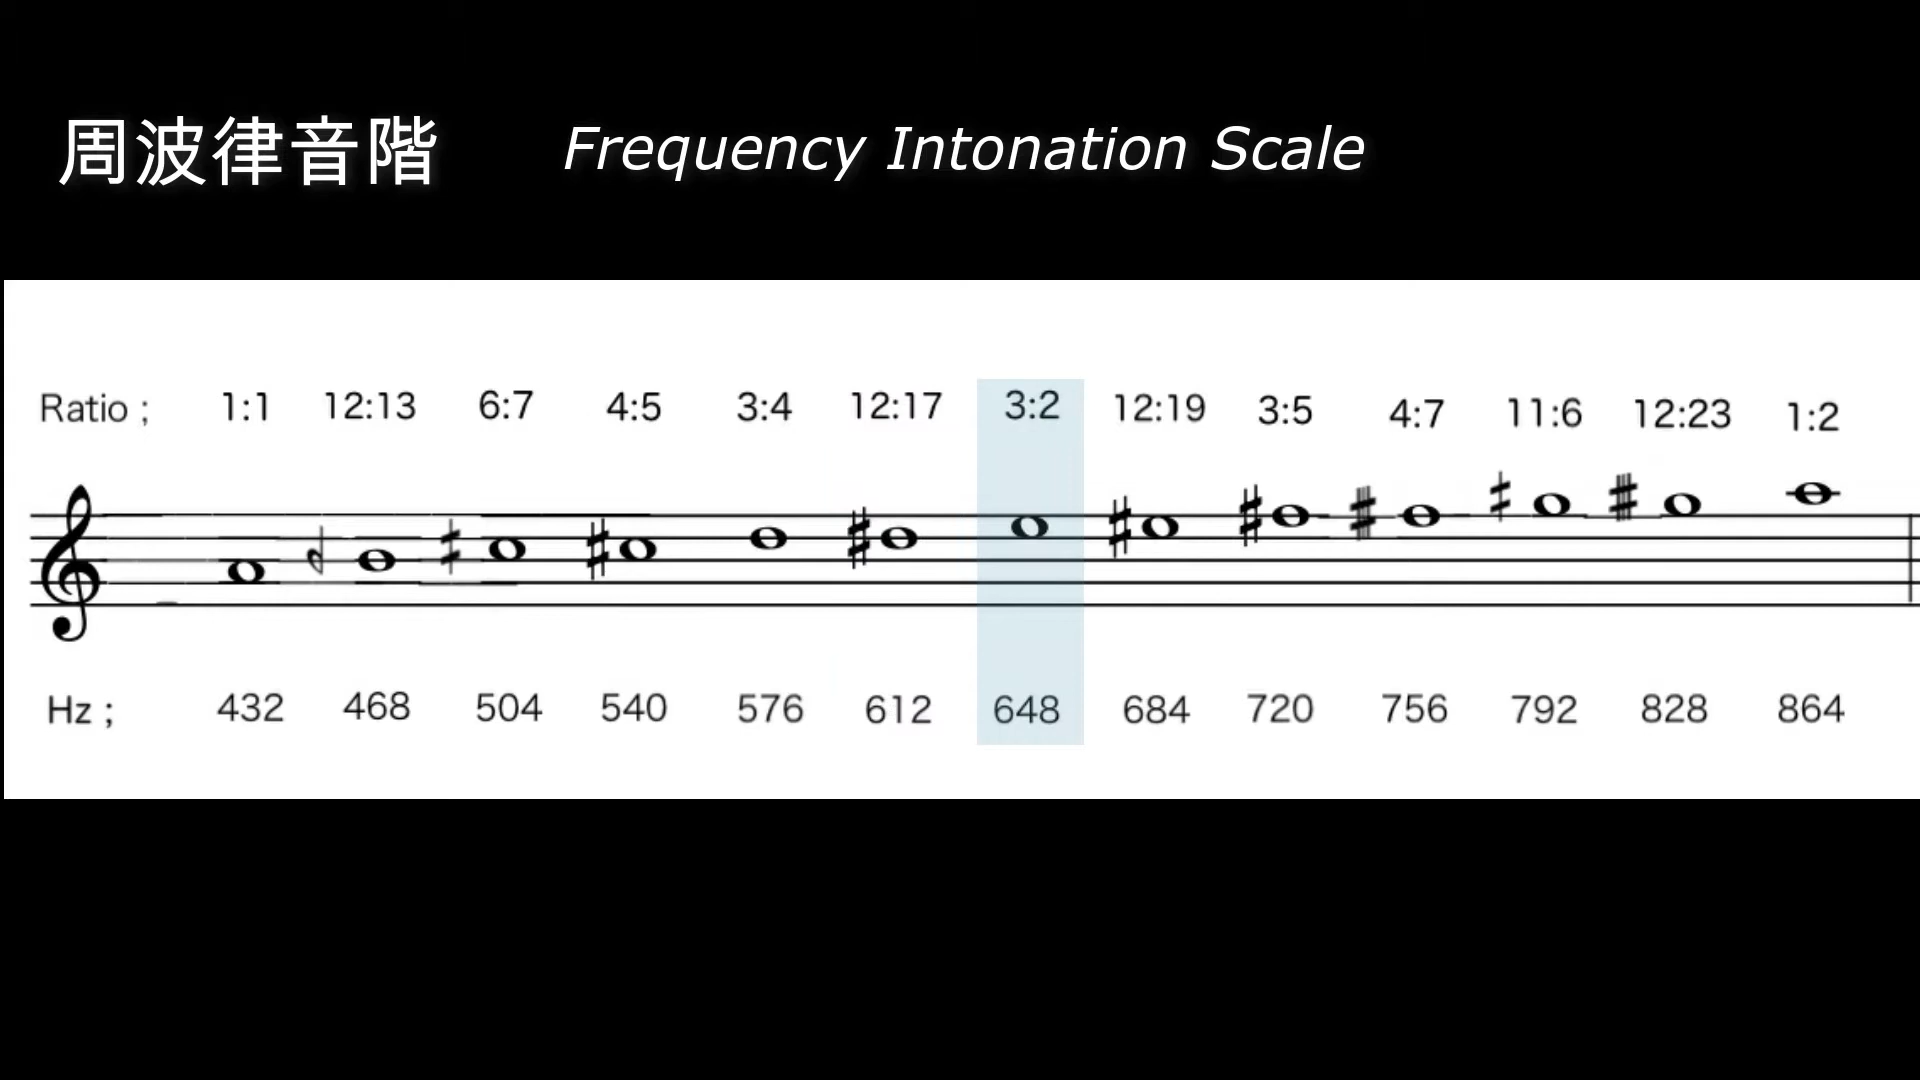 周波律音階 Frequency Intonation Scale
Ratio ; 1:1 12:13 6:7 4:5 3:4 12:17 3:2 12:19 3:5 4:7 11:6 12:23 1:2
Hz ; 432 468 504 540 576 612 648 684 720 756 792 828 864